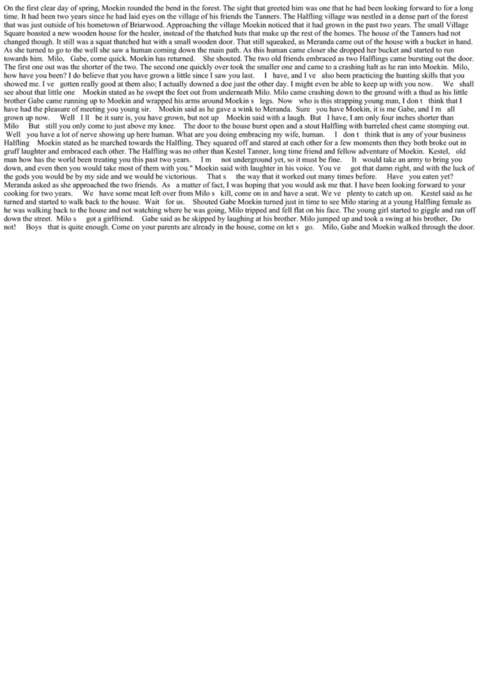 On the first clear day of spring, Moekin rounded the bend in the forest. The sight that greeted him was one that he had been looking forward to for a long
time. It had been two years since he had laid eyes on the village of his friends the Tanners. The Halfling village was nestled in a dense part of the forest
that was just outside of his hometown of Briarwood. Approaching the village Moekin noticed that it had grown in the past two years. The small Village
Square boasted a new wooden house for the healer, instead of the thatched huts that make up the rest of the homes. The house of the Tanners had not
changed though. It still was a squat thatched hut with a small wooden door. That still squeaked, as Meranda came out of the house with a bucket in hand.
As she turned to go to the well she saw a human coming down the main path. As this human came closer she dropped her bucket and started to run
towards him. Milo, Gabe, come quick. Moekin has returned. She shouted. The two old friends embraced as two Halflings came bursting out the door.
The first one out was the shorter of the two. The second one quickly over took the smaller one and came to a crashing halt as he ran into Moekin. Milo,
how have you been? I do believe that you have grown a little since I saw you last. I have, and I ve also been practicing the hunting skills that you
showed me. I ve gotten really good at them also; I actually downed a doe just the other day. I might even be able to keep up with you now. We shall
see about that little one Moekin stated as he swept the feet out from underneath Milo. Milo came crashing down to the ground with a thud as his little
brother Gabe came running up to Moekin and wrapped his arms around Moekin s legs. Now who is this strapping young man, I don t think that I
have had the pleasure of meeting you young sir. Moekin said as he gave a wink to Meranda. Sure you have Moekin, it is me Gabe, and I m all
grown up now. Well I ll be it sure is, you have grown, but not up Moekin said with a laugh. But I have, I am only four inches shorter than
Milo But still you only come to just above my knee. The door to the house burst open and a stout Halfling with barreled chest came stomping out.
Well you have a lot of nerve showing up here human. What are you doing embracing my wife, human. I don t think that is any of your business
Halfling Moekin stated as he marched towards the Halfling. They squared off and stared at each other for a few moments then they both broke out in
gruff laughter and embraced each other. The Halfling was no other than Kestel Tanner, long time friend and fellow adventure of Moekin. Kestel, old
man how has the world been treating you this past two years. I m not underground yet, so it must be fine. It would take an army to bring you
down, and even then you would take most of them with you." Moekin said with laughter in his voice. You ve got that damn right, and with the luck of
the gods you would be by my side and we would be victorious. That s the way that it worked out many times before. Have you eaten yet?
Meranda asked as she approached the two friends. As a matter of fact, I was hoping that you would ask me that. I have been looking forward to your
cooking for two years. We have some meat left over from Milo s kill, come on in and have a seat. We ve plenty to catch up on. Kestel said as he
turned and started to walk back to the house. Wait for us. Shouted Gabe Moekin turned just in time to see Milo staring at a young Halfling female as
he was walking back to the house and not watching where he was going, Milo tripped and fell flat on his face. The young girl started to giggle and ran off
down the street. Milo s got a girlfriend. Gabe said as he skipped by laughing at his brother. Milo jumped up and took a swing at his brother, Do
not! Boys that is quite enough. Come on your parents are already in the house, come on let s go. Milo, Gabe and Moekin walked through the door.